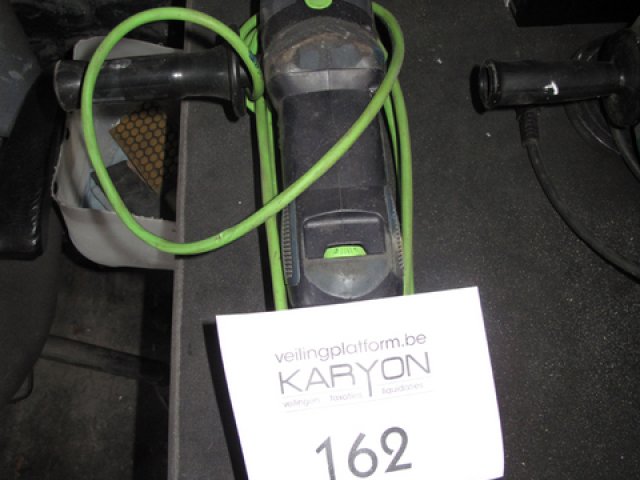 veilingplatform.be
KARYON
veilingen taxaties liquidaties
162